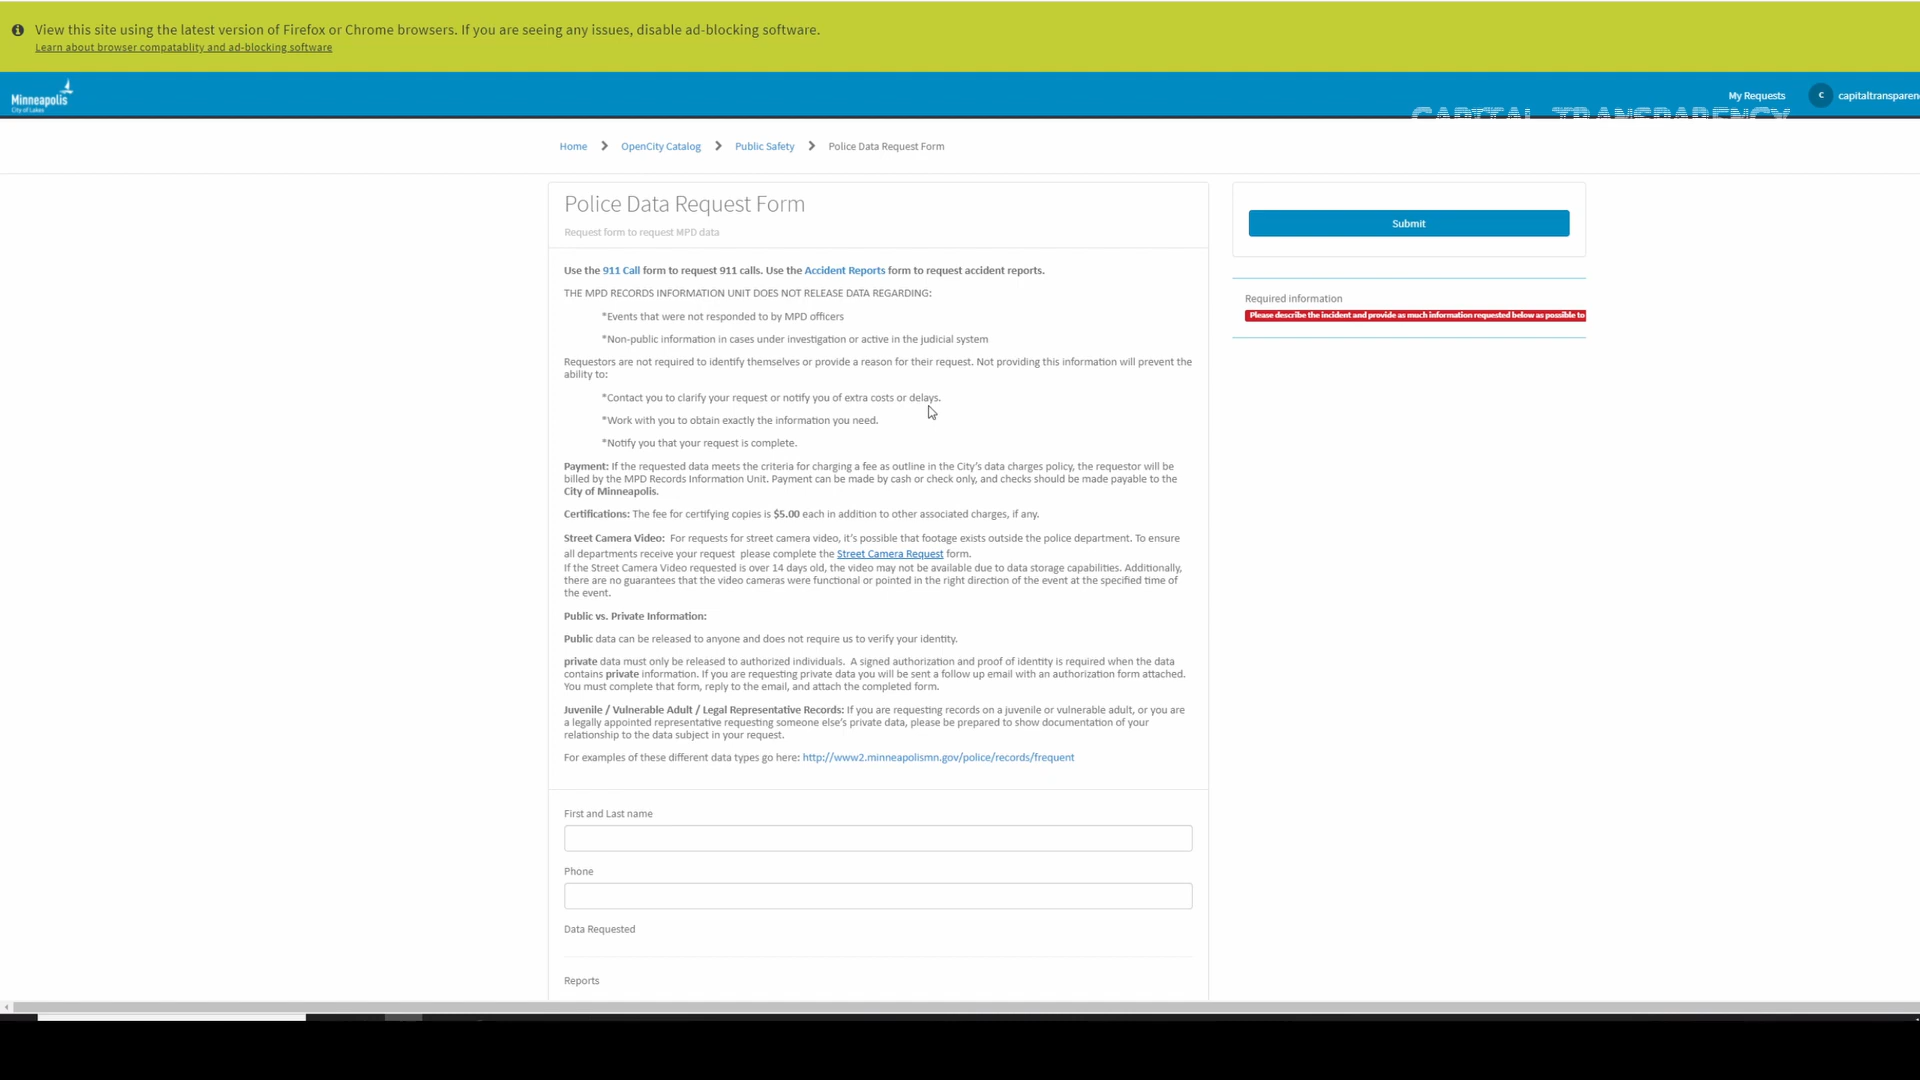 View this site using the latest version of Firefox or Chrome browsers. If you are seeing any issues, disable ad-blocking software.
Learn about browser compatablity and ad-blocking software
Minneapolis
City of Lakes
My Requests
C
capitaltransparen
CAPITAL TRANSPARENCY
Home
OpenCity Catalog
Public Safety
Police Data Request Form
Police Data Request Form
Request form to request MPD data
Use the 911 Call form to request 911 calls. Use the Accident Reports form to request accident reports.
THE MPD RECORDS INFORMATION UNIT DOES NOT RELEASE DATA REGARDING:
*Events that were not responded to by MPD officers
*Non-public information in cases under investigation or active in the judicial system
Requestors are not required to identify themselves or provide a reason for their request. Not providing this information will prevent the
ability to:
*Contact you to clarify your request or notify you of extra costs or delays.
*Work with you to obtain exactly the information you need.
*Notify you that your request is complete.
Payment: If the requested data meets the criteria for charging a fee as outline in the City's data charges policy, the requestor will be
billed by the MPD Records Information Unit. Payment can be made by cash or check only, and checks should be made payable to the
City of Minneapolis.
Certifications: The fee for certifying copies is $5.00 each in addition to other associated charges, if any.
Street Camera Video: For requests for street camera video, it's possible that footage exists outside the police department. To ensure
all departments receive your request please complete the Street Camera Request form.
If the Street Camera Video requested is over 14 days old, the video may not be available due to data storage capabilities. Additionally,
there are no guarantees that the video cameras were functional or pointed in the right direction of the event at the specified time of
the event.
Public vs. Private Information:
Public data can be released to anyone and does not require us to verify your identity.
private data must only be released to authorized individuals. A signed authorization and proof of identity is required when the data
contains private information. If you are requesting private data you will be sent a follow up email with an authorization form attached.
You must complete that form, reply to the email, and attach the completed form.
Juvenile / Vulnerable Adult / Legal Representative Records: If you are requesting records on a juvenile or vulnerable adult, or you are
a legally appointed representative requesting someone else's private data, please be prepared to show documentation of your
relationship to the data subject in your request.
For examples of these different data types go here: http://www2.minneapolismn.gov/police/records/frequent
First and Last name
Phone
Data Requested
Reports
Submit
Required information
Please describe the incident and provide as much information requested below as possible to